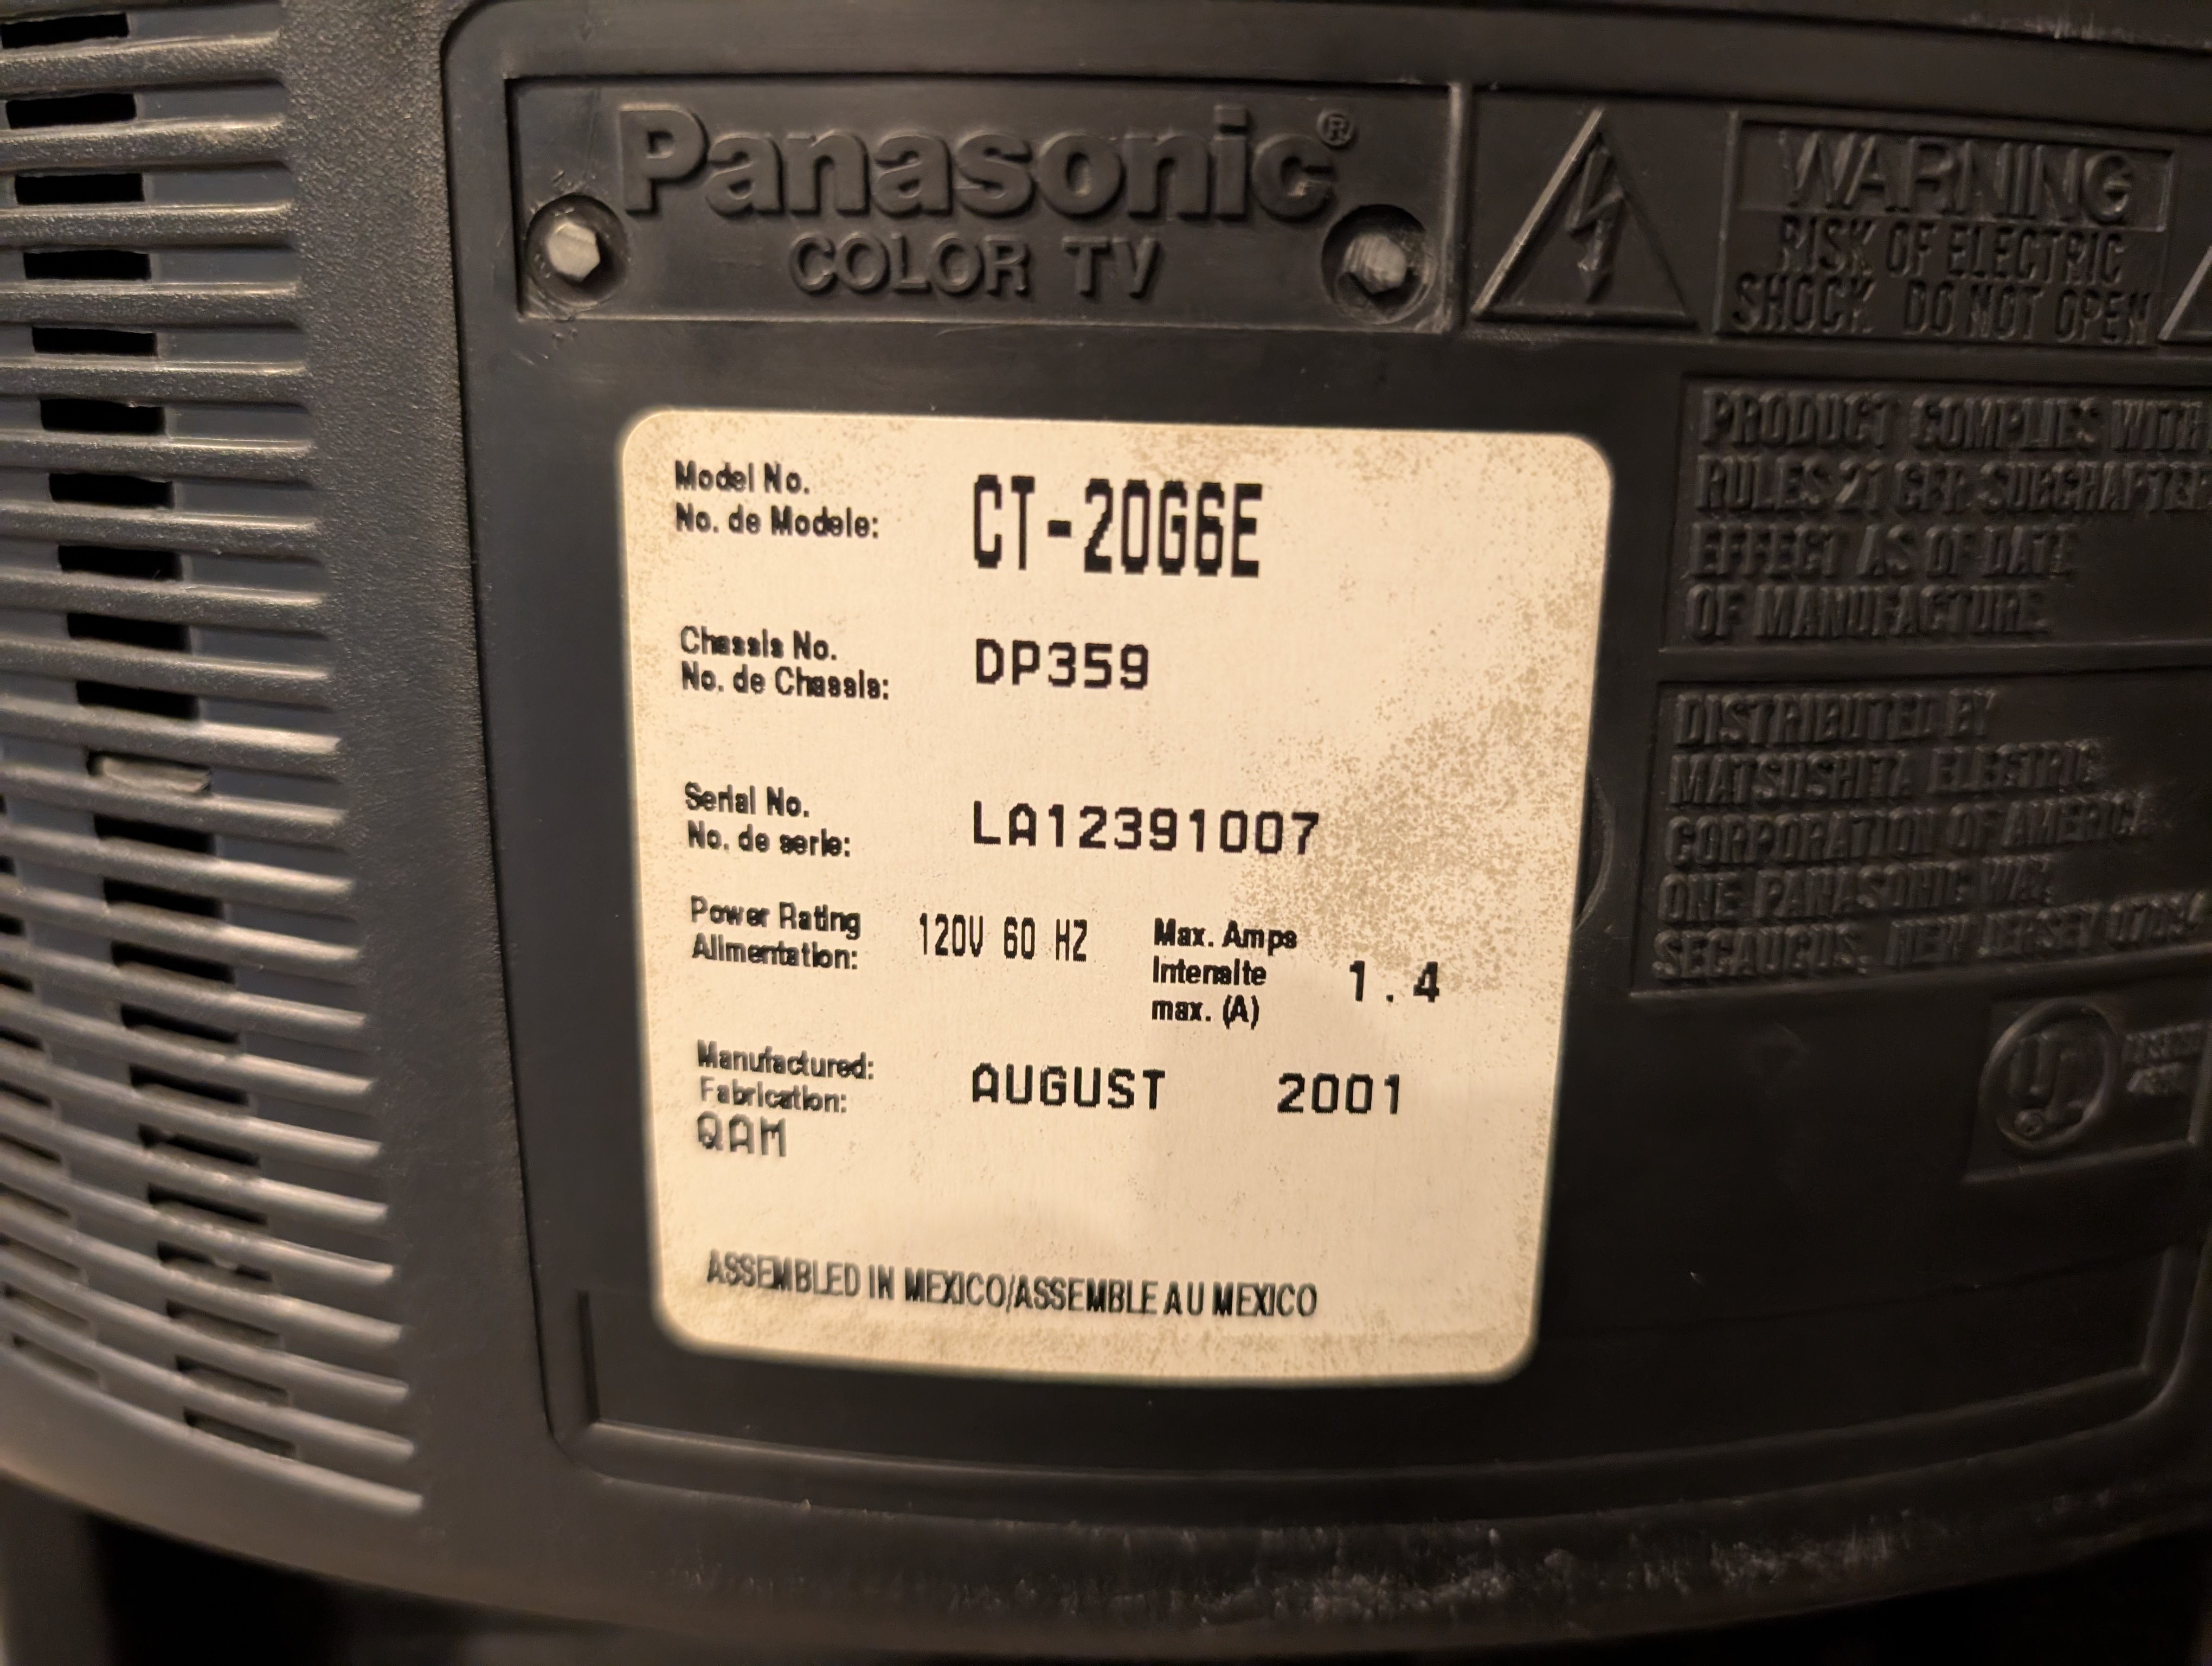 Panasonic®
COLOR TV
WARNING
RISK OF ELECTRIC
SHOCK DO NOT OPEN
Model No.
No. de Modele:
CT-20G6E
Chassis No.
No. de Chassis:
DP359
Serial No.
No. de serie:
LA12391007
Power Rating
Alimentation:
120V 60 HZ
Max. Amps
Intensite
max. (A)
1.4
Manufactured:
Fabrication:
AUGUST 2001
QAM
ASSEMBLED IN MEXICO/ASSEMBLE AU MEXICO
PRODUCT COMPLIES WITH
RULES 21 CFR SUBCHAPTER
EFFECT AS OF DATE
OF MANUFACTURE.
DISTRIBUTED BY
MATSUSHITA ELECTRIC
CORPORATION OF AMERICA
ONE PANASONIC WAY
SECAUCUS, NEW JERSEY 07094
UL